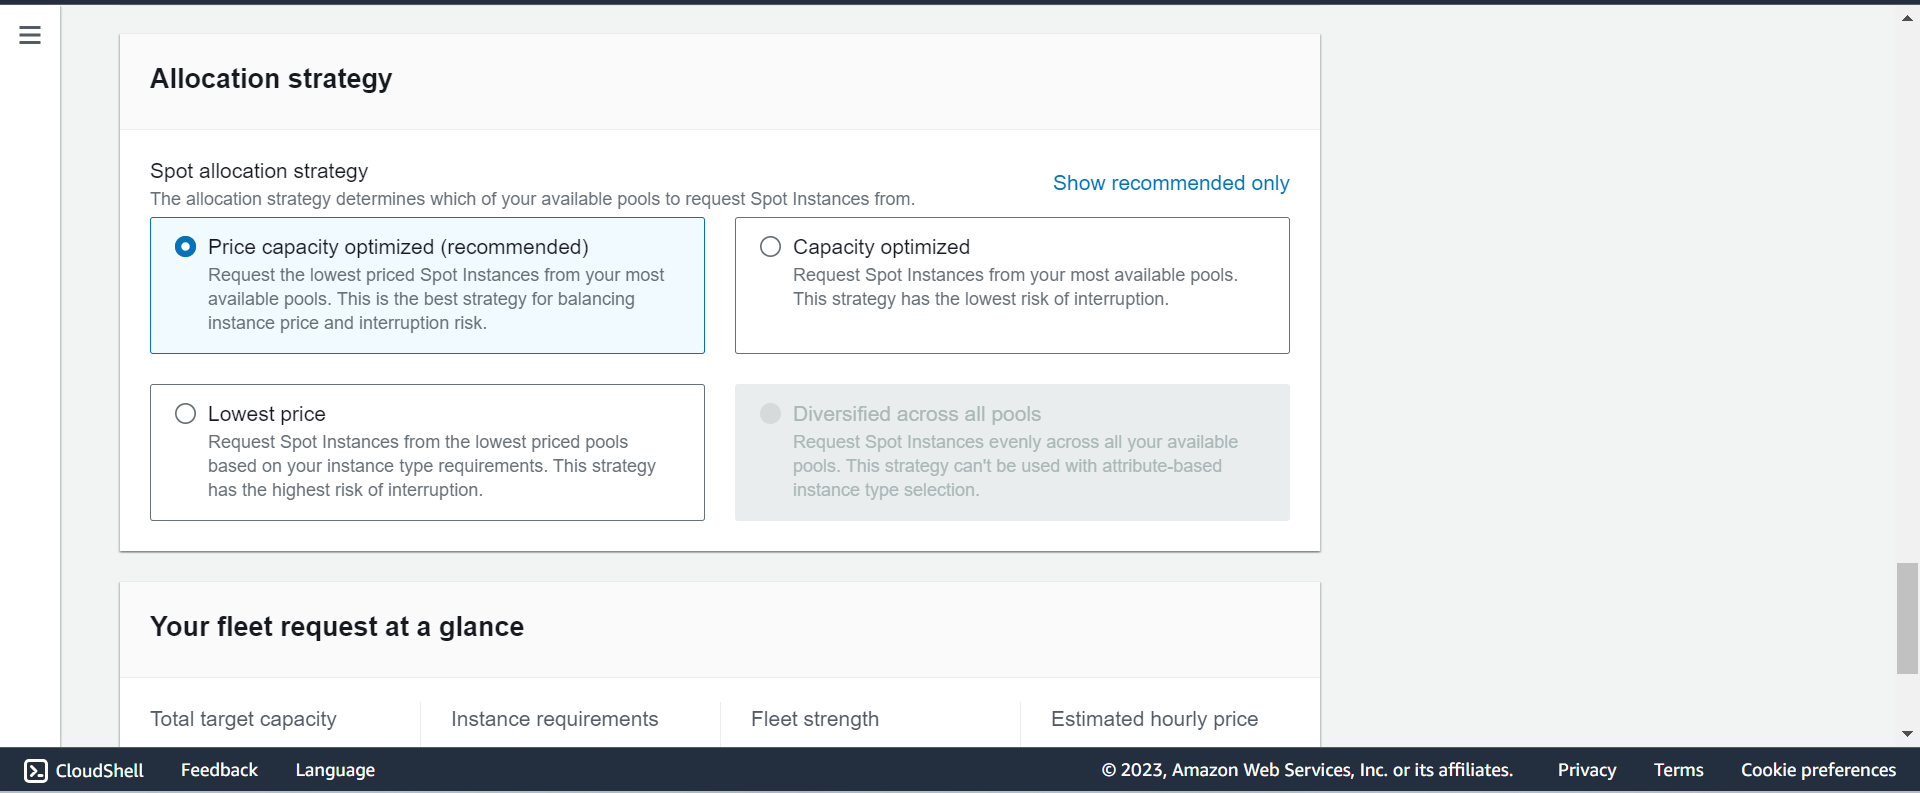 Allocation strategy
Spot allocation strategy
The allocation strategy determines which of your available pools to request Spot Instances from.
Show recommended only
Price capacity optimized (recommended)
Request the lowest priced Spot Instances from your most
available pools. This is the best strategy for balancing
instance price and interruption risk.
Capacity optimized
Request Spot Instances from your most available pools.
This strategy has the lowest risk of interruption.
Lowest price
Request Spot Instances from the lowest priced pools
based on your instance type requirements. This strategy
has the highest risk of interruption.
Diversified across all pools
Request Spot Instances evenly across all your available
pools. This strategy can't be used with attribute-based
instance type selection.
Your fleet request at a glance
Total target capacity
Instance requirements
Fleet strength
Estimated hourly price
CloudShell
Feedback
Language
© 2023, Amazon Web Services, Inc. or its affiliates.
Privacy
Terms
Cookie preferences